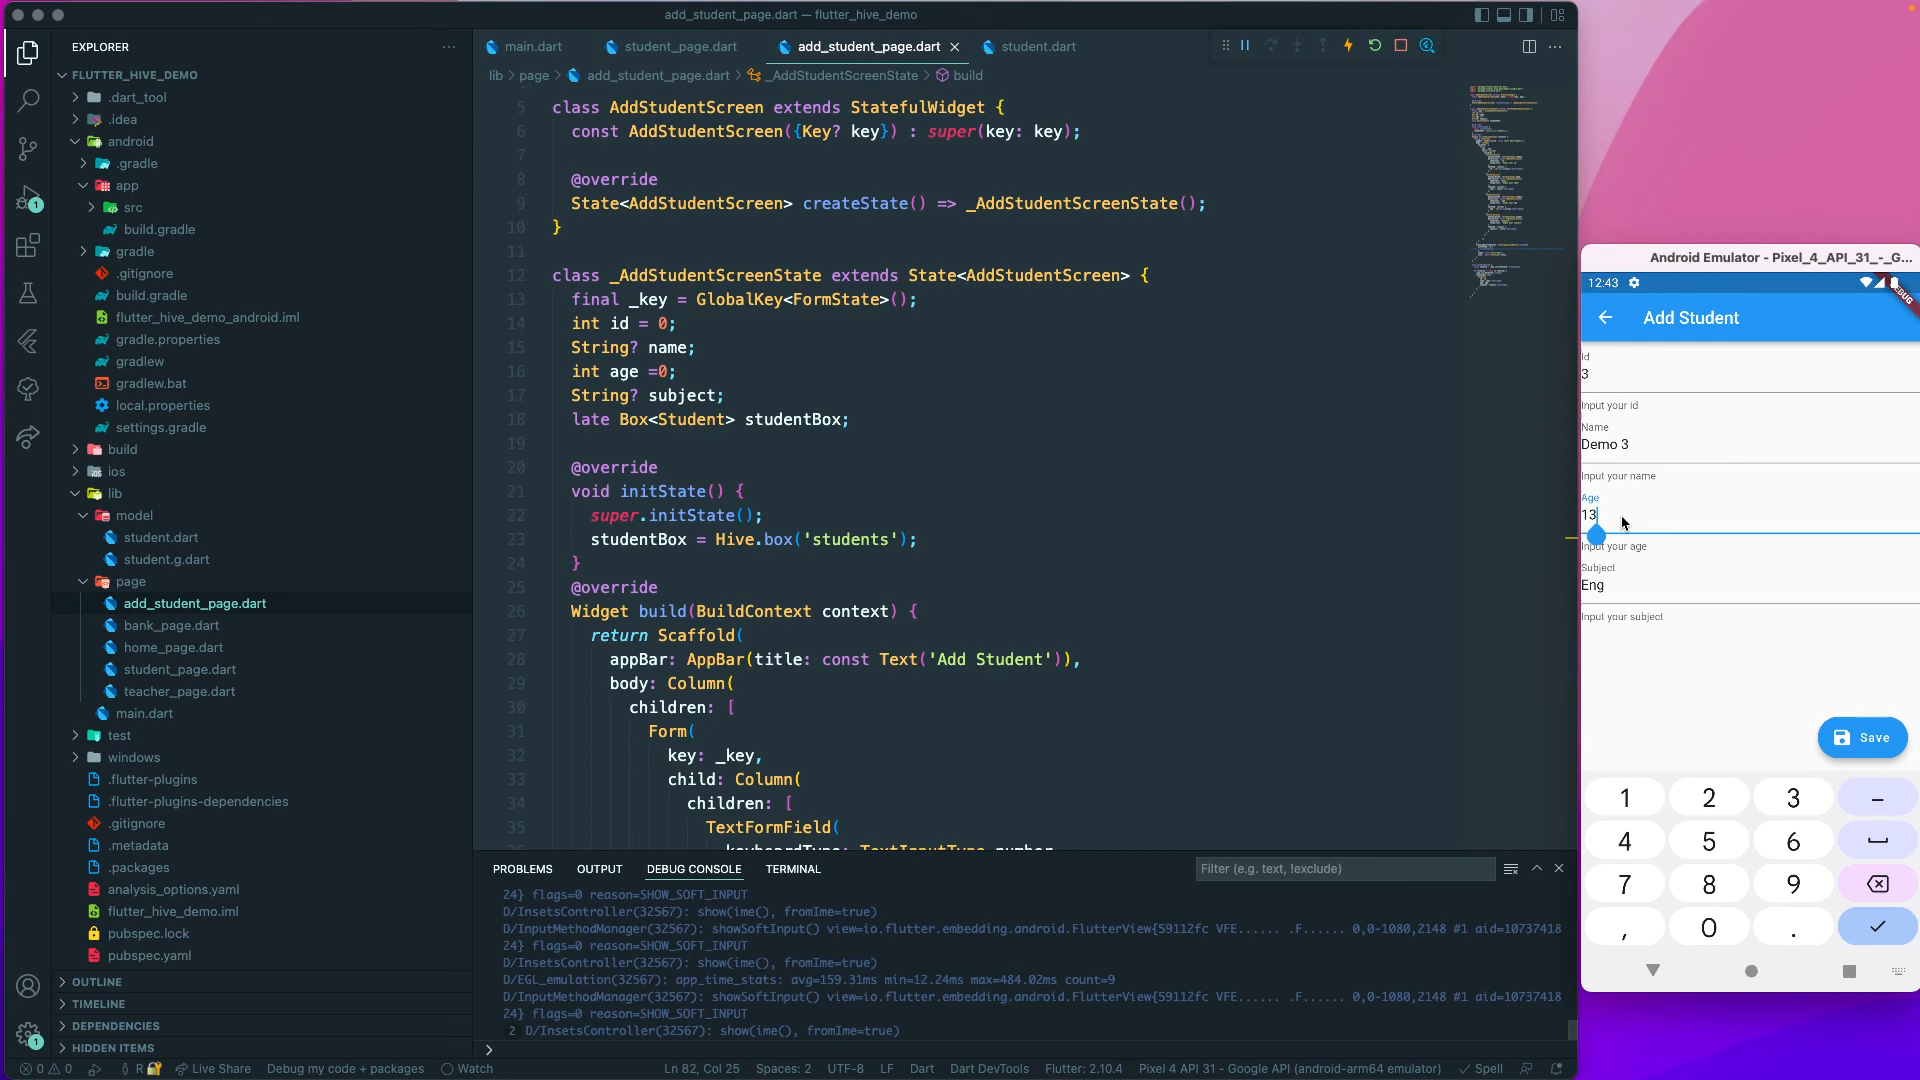 add_student_page.dart — flutter_hive_demo
EXPLORER
FLUTTER_HIVE_DEMO
.dart_tool
.idea
android
.gradle
app
src
build.gradle
gradle
.gitignore
build.gradle
flutter_hive_demo_android.iml
gradle.properties
gradlew
gradlew.bat
local.properties
settings.gradle
build
ios
lib
model
student.dart
student.g.dart
page
add_student_page.dart
bank_page.dart
home_page.dart
student_page.dart
teacher_page.dart
main.dart
test
windows
.flutter-plugins
.flutter-plugins-dependencies
.gitignore
.metadata
.packages
analysis_options.yaml
flutter_hive_demo.iml
pubspec.lock
pubspec.yaml
OUTLINE
TIMELINE
DEPENDENCIES
HIDDEN ITEMS
1
1
main.dart student_page.dart add_student_page.dart student.dart
lib > page > add_student_page.dart > _AddStudentScreenState > build
5 class AddStudentScreen extends StatefulWidget {
6 const AddStudentScreen({Key? key}) : super(key: key);
7
8 @override
9 State<AddStudentScreen> createState() => _AddStudentScreenState();
10 }
11
12 class _AddStudentScreenState extends State<AddStudentScreen> {
13 final _key = GlobalKey<FormState>();
14 int id = 0;
15 String? name;
16 int age =0;
17 String? subject;
18 late Box<Student> studentBox;
19
20 @override
21 void initState() {
22 super.initState();
23 studentBox = Hive.box('students');
24 }
25 @override
26 Widget build(BuildContext context) {
27 return Scaffold(
28 appBar: AppBar(title: const Text('Add Student')),
29 body: Column(
30 children: [
31 Form(
32 key: _key,
33 child: Column(
34 children: [
35 TextFormField(
keyboardType: TextInputType.number
PROBLEMS OUTPUT DEBUG CONSOLE TERMINAL Filter (e.g. text, !exclude)
24} flags=0 reason=SHOW_SOFT_INPUT
D/InsetsController(32567): show(ime(), fromIme=true)
D/InputMethodManager(32567): showSoftInput() view=io.flutter.embedding.android.FlutterView{59112fc VFE...... .F...... 0,0-1080,2148 #1 aid=10737418
24} flags=0 reason=SHOW_SOFT_INPUT
D/InsetsController(32567): show(ime(), fromIme=true)
D/EGL_emulation(32567): app_time_stats: avg=159.31ms min=12.24ms max=484.02ms count=9
D/InputMethodManager(32567): showSoftInput() view=io.flutter.embedding.android.FlutterView{59112fc VFE...... .F...... 0,0-1080,2148 #1 aid=10737418
24} flags=0 reason=SHOW_SOFT_INPUT
2 D/InsetsController(32567): show(ime(), fromIme=true)
>
0 0 R Live Share Debug my code + packages Watch Ln 82, Col 25 Spaces: 2 UTF-8 LF Dart Dart DevTools Flutter: 2.10.4 Pixel 4 API 31 - Google API (android-arm64 emulator) Spell
Android Emulator - Pixel_4_API_31_-_G...
12:43
Add Student
Id
3
Input your id
Name
Demo 3
Input your name
Age
13
Input your age
Subject
Eng
Input your subject
Save
1 2 3 –
4 5 6
7 8 9
, 0 .